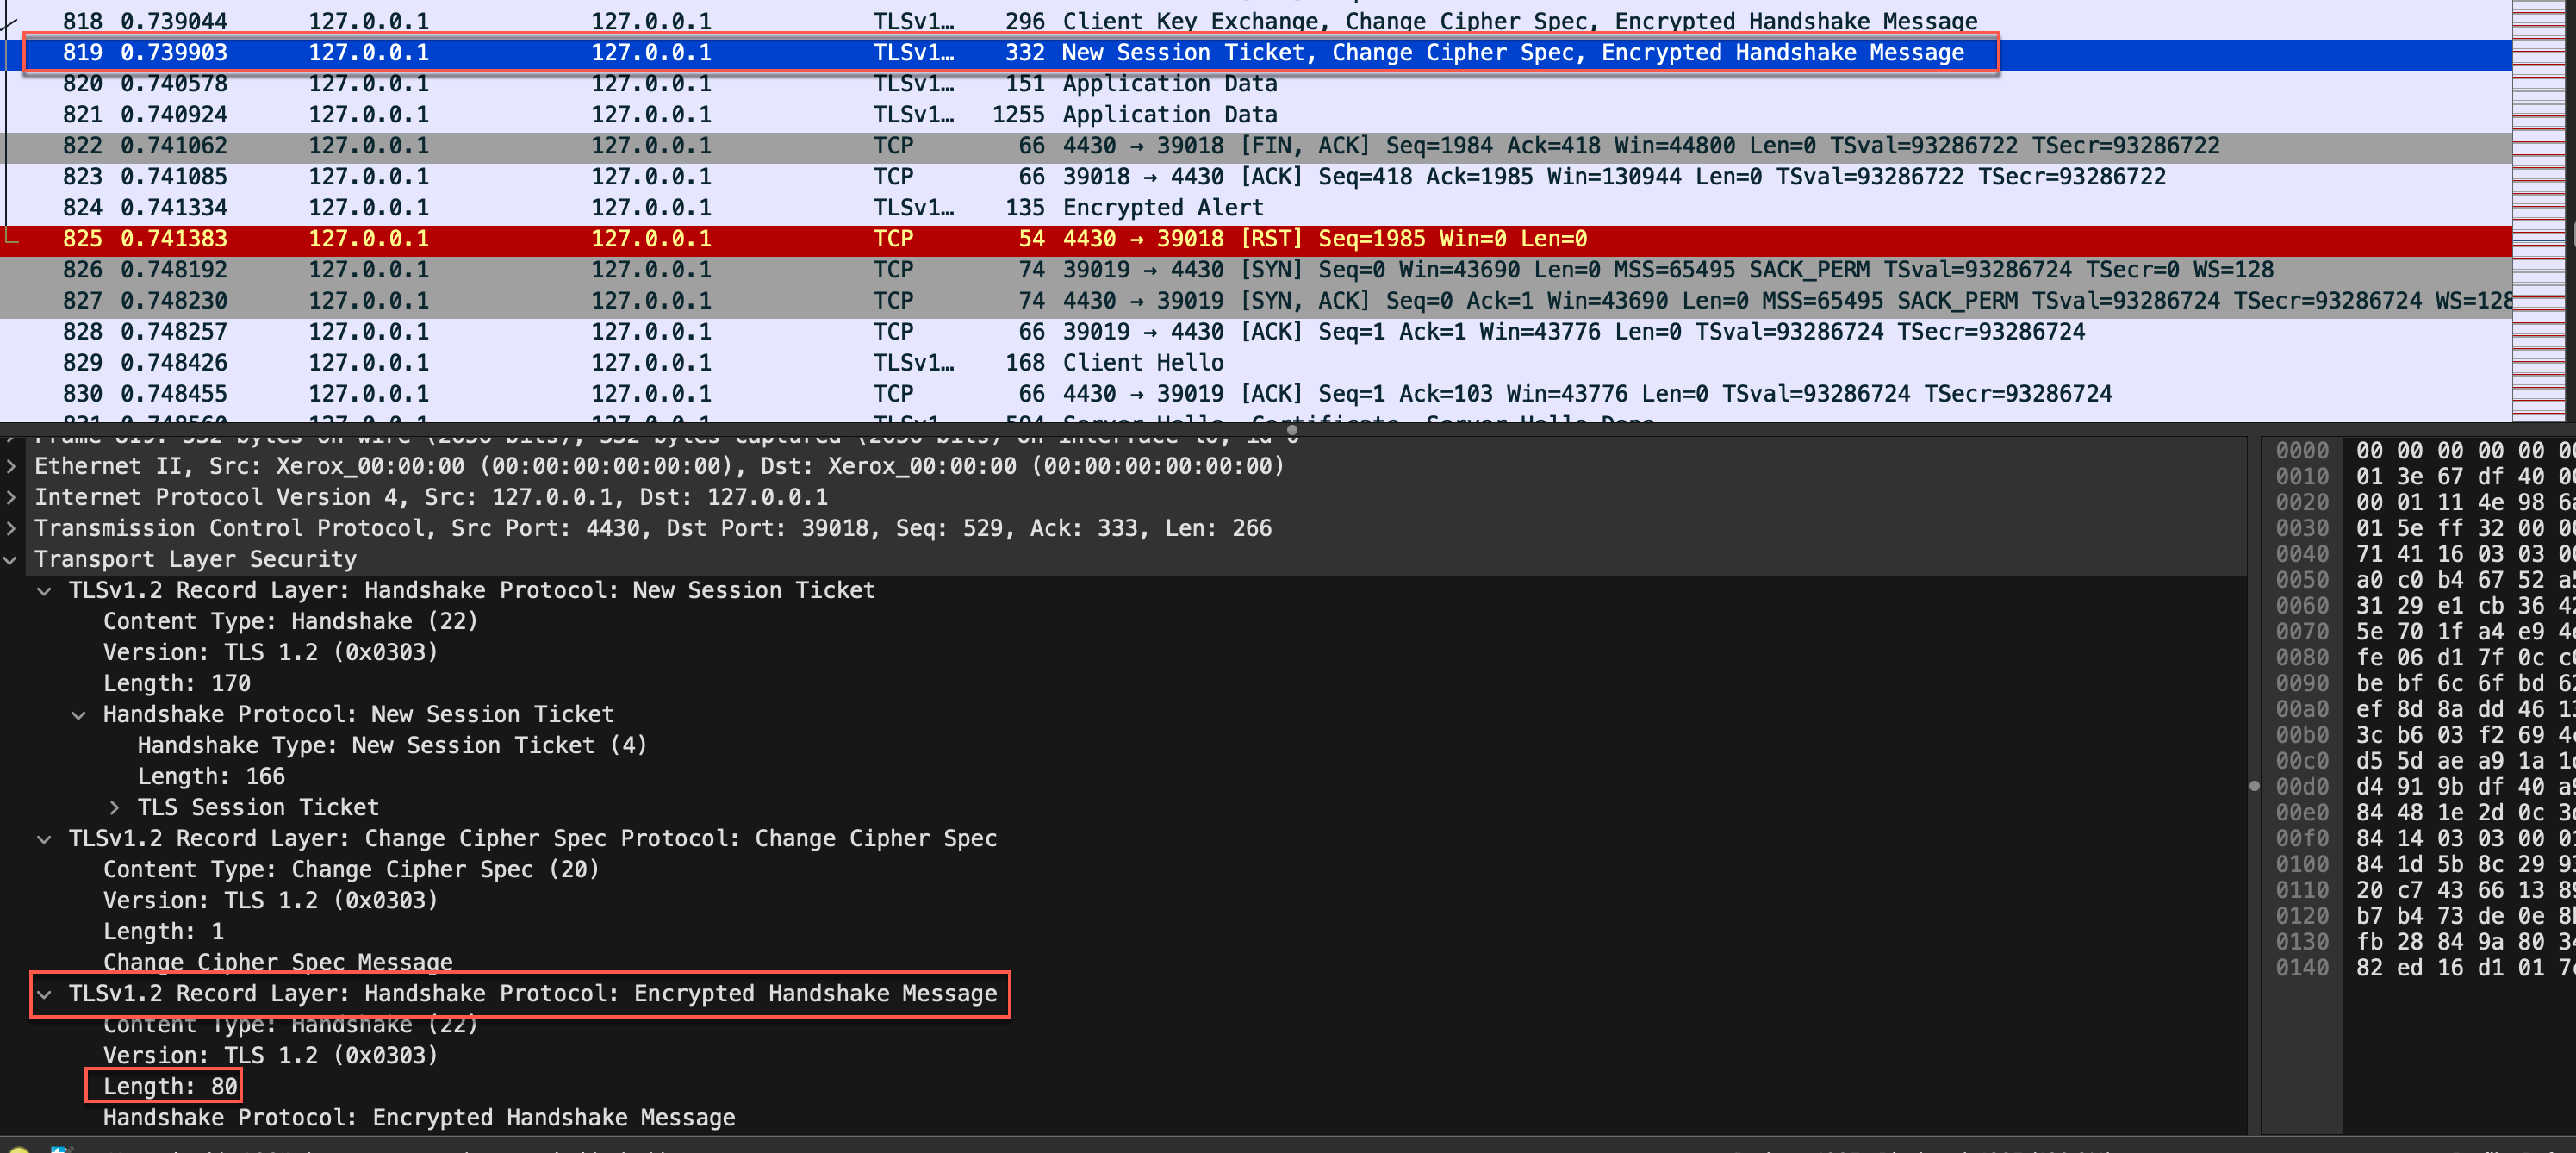 818 0.739044 127.0.0.1 127.0.0.1 TLSv1… 296 Client Key Exchange, Change Cipher Spec, Encrypted Handshake Message
819 0.739903 127.0.0.1 127.0.0.1 TLSv1… 332 New Session Ticket, Change Cipher Spec, Encrypted Handshake Message
820 0.740578 127.0.0.1 127.0.0.1 TLSv1… 151 Application Data
821 0.740924 127.0.0.1 127.0.0.1 TLSv1… 1255 Application Data
822 0.741062 127.0.0.1 127.0.0.1 TCP 66 4430 → 39018 [FIN, ACK] Seq=1984 Ack=418 Win=44800 Len=0 TSval=93286722 TSecr=93286722
823 0.741085 127.0.0.1 127.0.0.1 TCP 66 39018 → 4430 [ACK] Seq=418 Ack=1985 Win=130944 Len=0 TSval=93286722 TSecr=93286722
824 0.741334 127.0.0.1 127.0.0.1 TLSv1… 135 Encrypted Alert
825 0.741383 127.0.0.1 127.0.0.1 TCP 54 4430 → 39018 [RST] Seq=1985 Win=0 Len=0
826 0.748192 127.0.0.1 127.0.0.1 TCP 74 39019 → 4430 [SYN] Seq=0 Win=43690 Len=0 MSS=65495 SACK_PERM TSval=93286724 TSecr=0 WS=128
827 0.748230 127.0.0.1 127.0.0.1 TCP 74 4430 → 39019 [SYN, ACK] Seq=0 Ack=1 Win=43690 Len=0 MSS=65495 SACK_PERM TSval=93286724 TSecr=93286724 WS=128
828 0.748257 127.0.0.1 127.0.0.1 TCP 66 39019 → 4430 [ACK] Seq=1 Ack=1 Win=43776 Len=0 TSval=93286724 TSecr=93286724
829 0.748426 127.0.0.1 127.0.0.1 TLSv1… 168 Client Hello
830 0.748455 127.0.0.1 127.0.0.1 TCP 66 4430 → 39019 [ACK] Seq=1 Ack=103 Win=43776 Len=0 TSval=93286724 TSecr=93286724
Ethernet II, Src: Xerox_00:00:00 (00:00:00:00:00:00), Dst: Xerox_00:00:00 (00:00:00:00:00:00)
Internet Protocol Version 4, Src: 127.0.0.1, Dst: 127.0.0.1
Transmission Control Protocol, Src Port: 4430, Dst Port: 39018, Seq: 529, Ack: 333, Len: 266
Transport Layer Security
TLSv1.2 Record Layer: Handshake Protocol: New Session Ticket
Content Type: Handshake (22)
Version: TLS 1.2 (0x0303)
Length: 170
Handshake Protocol: New Session Ticket
Handshake Type: New Session Ticket (4)
Length: 166
TLS Session Ticket
TLSv1.2 Record Layer: Change Cipher Spec Protocol: Change Cipher Spec
Content Type: Change Cipher Spec (20)
Version: TLS 1.2 (0x0303)
Length: 1
Change Cipher Spec Message
TLSv1.2 Record Layer: Handshake Protocol: Encrypted Handshake Message
Content Type: Handshake (22)
Version: TLS 1.2 (0x0303)
Length: 80
Handshake Protocol: Encrypted Handshake Message
0000 00 00 00 00 00
0010 01 3e 67 df 40
0020 00 01 11 4e 98
0030 01 5e ff 32 00
0040 71 41 16 03 03
0050 a0 c0 b4 67 52
0060 31 29 e1 cb 36
0070 5e 70 1f a4 e9
0080 fe 06 d1 7f 0c
0090 be bf 6c 6f bd
00a0 ef 8d 8a dd 46
00b0 3c b6 03 f2 69
00c0 d5 5d ae a9 1a
00d0 d4 91 9b df 40
00e0 84 48 1e 2d 0c
00f0 84 14 03 03 00
0100 84 1d 5b 8c 29
0110 20 c7 43 66 13
0120 b7 b4 73 de 0e
0130 fb 28 84 9a 80
0140 82 ed 16 d1 01